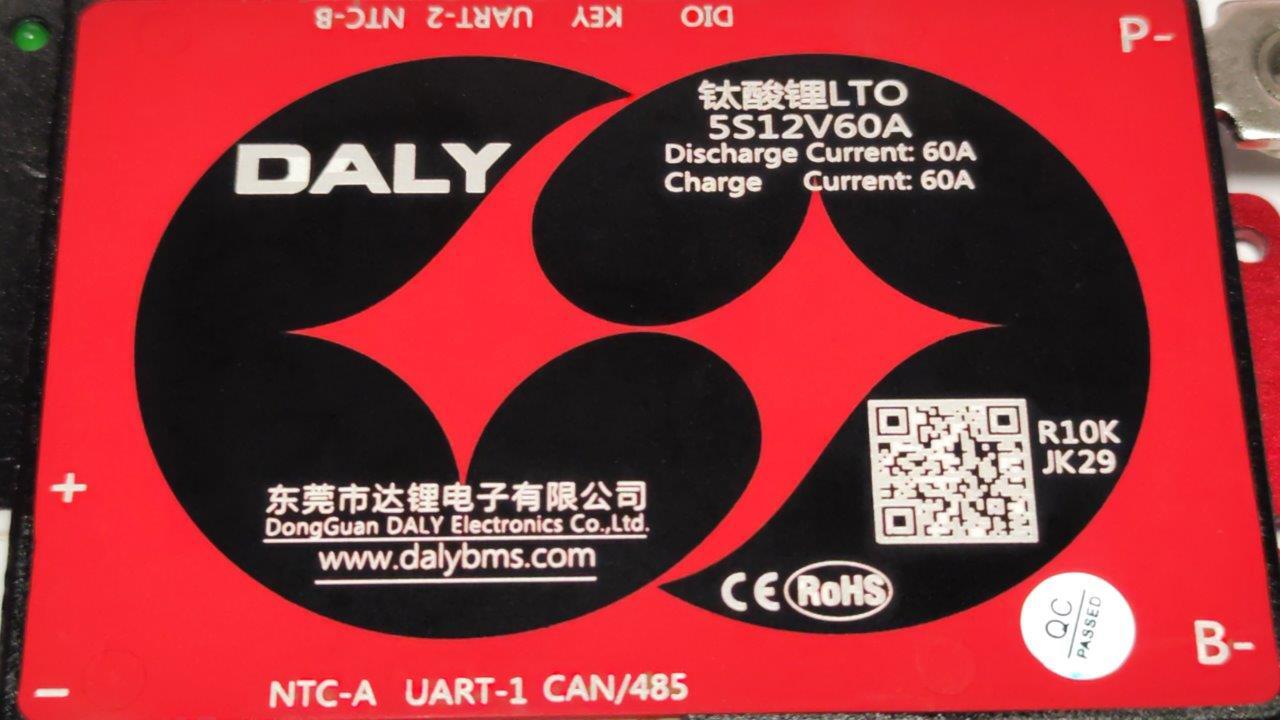 NTC-B UART-2 KEY DIO
P-
DALY
钛酸锂LTO
5S12V60A
Discharge Current: 60A
Charge Current: 60A
R10K
JK29
+
东莞市达锂电子有限公司
DongGuan DALY Electronics Co.,Ltd.
www.dalybms.com
CE RoHS
QC
PASSED
B-
-
NTC-A UART-1 CAN/485